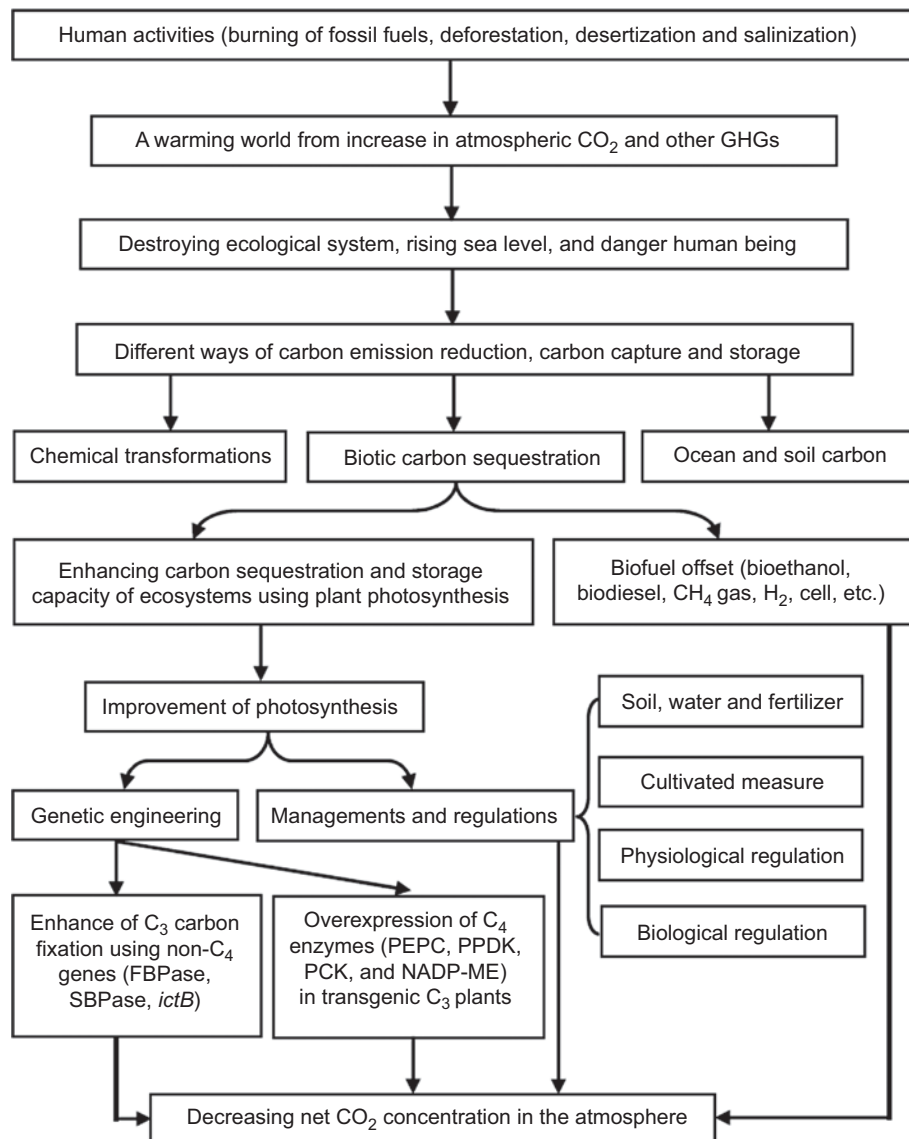 Human activities (burning of fossil fuels, deforestation, desertization and salinization)
A warming world from increase in atmospheric CO₂ and other GHGs
Destroying ecological system, rising sea level, and danger human being
Different ways of carbon emission reduction, carbon capture and storage
Chemical transformations
Biotic carbon sequestration
Ocean and soil carbon
Enhancing carbon sequestration and storage
capacity of ecosystems using plant photosynthesis
Biofuel offset (bioethanol,
biodiesel, CH₄ gas, H₂, cell, etc.)
Improvement of photosynthesis
Genetic engineering
Managements and regulations
Soil, water and fertilizer
Cultivated measure
Physiological regulation
Biological regulation
Enhance of C₃ carbon
fixation using non-C₄
genes (FBPase,
SBPase, ictB)
Overexpression of C₄
enzymes (PEPC, PPDK,
PCK, and NADP-ME)
in transgenic C₃ plants
Decreasing net CO₂ concentration in the atmosphere